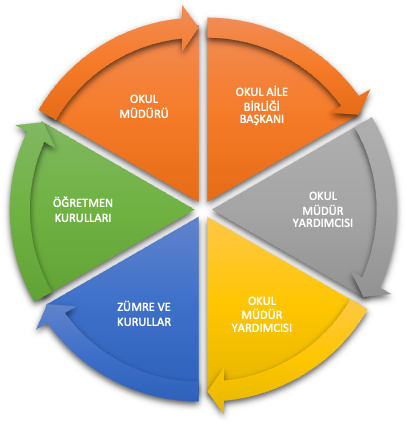 OKUL
MÜDÜRÜ
OKUL AİLE
BİRLİĞİ
BAŞKANI
OKUL
MÜDÜR
YARDIMCISI
OKUL
MÜDÜR
YARDIMCISI
ZÜMRE VE
KURULLAR
ÖĞRETMEN
KURULLARI